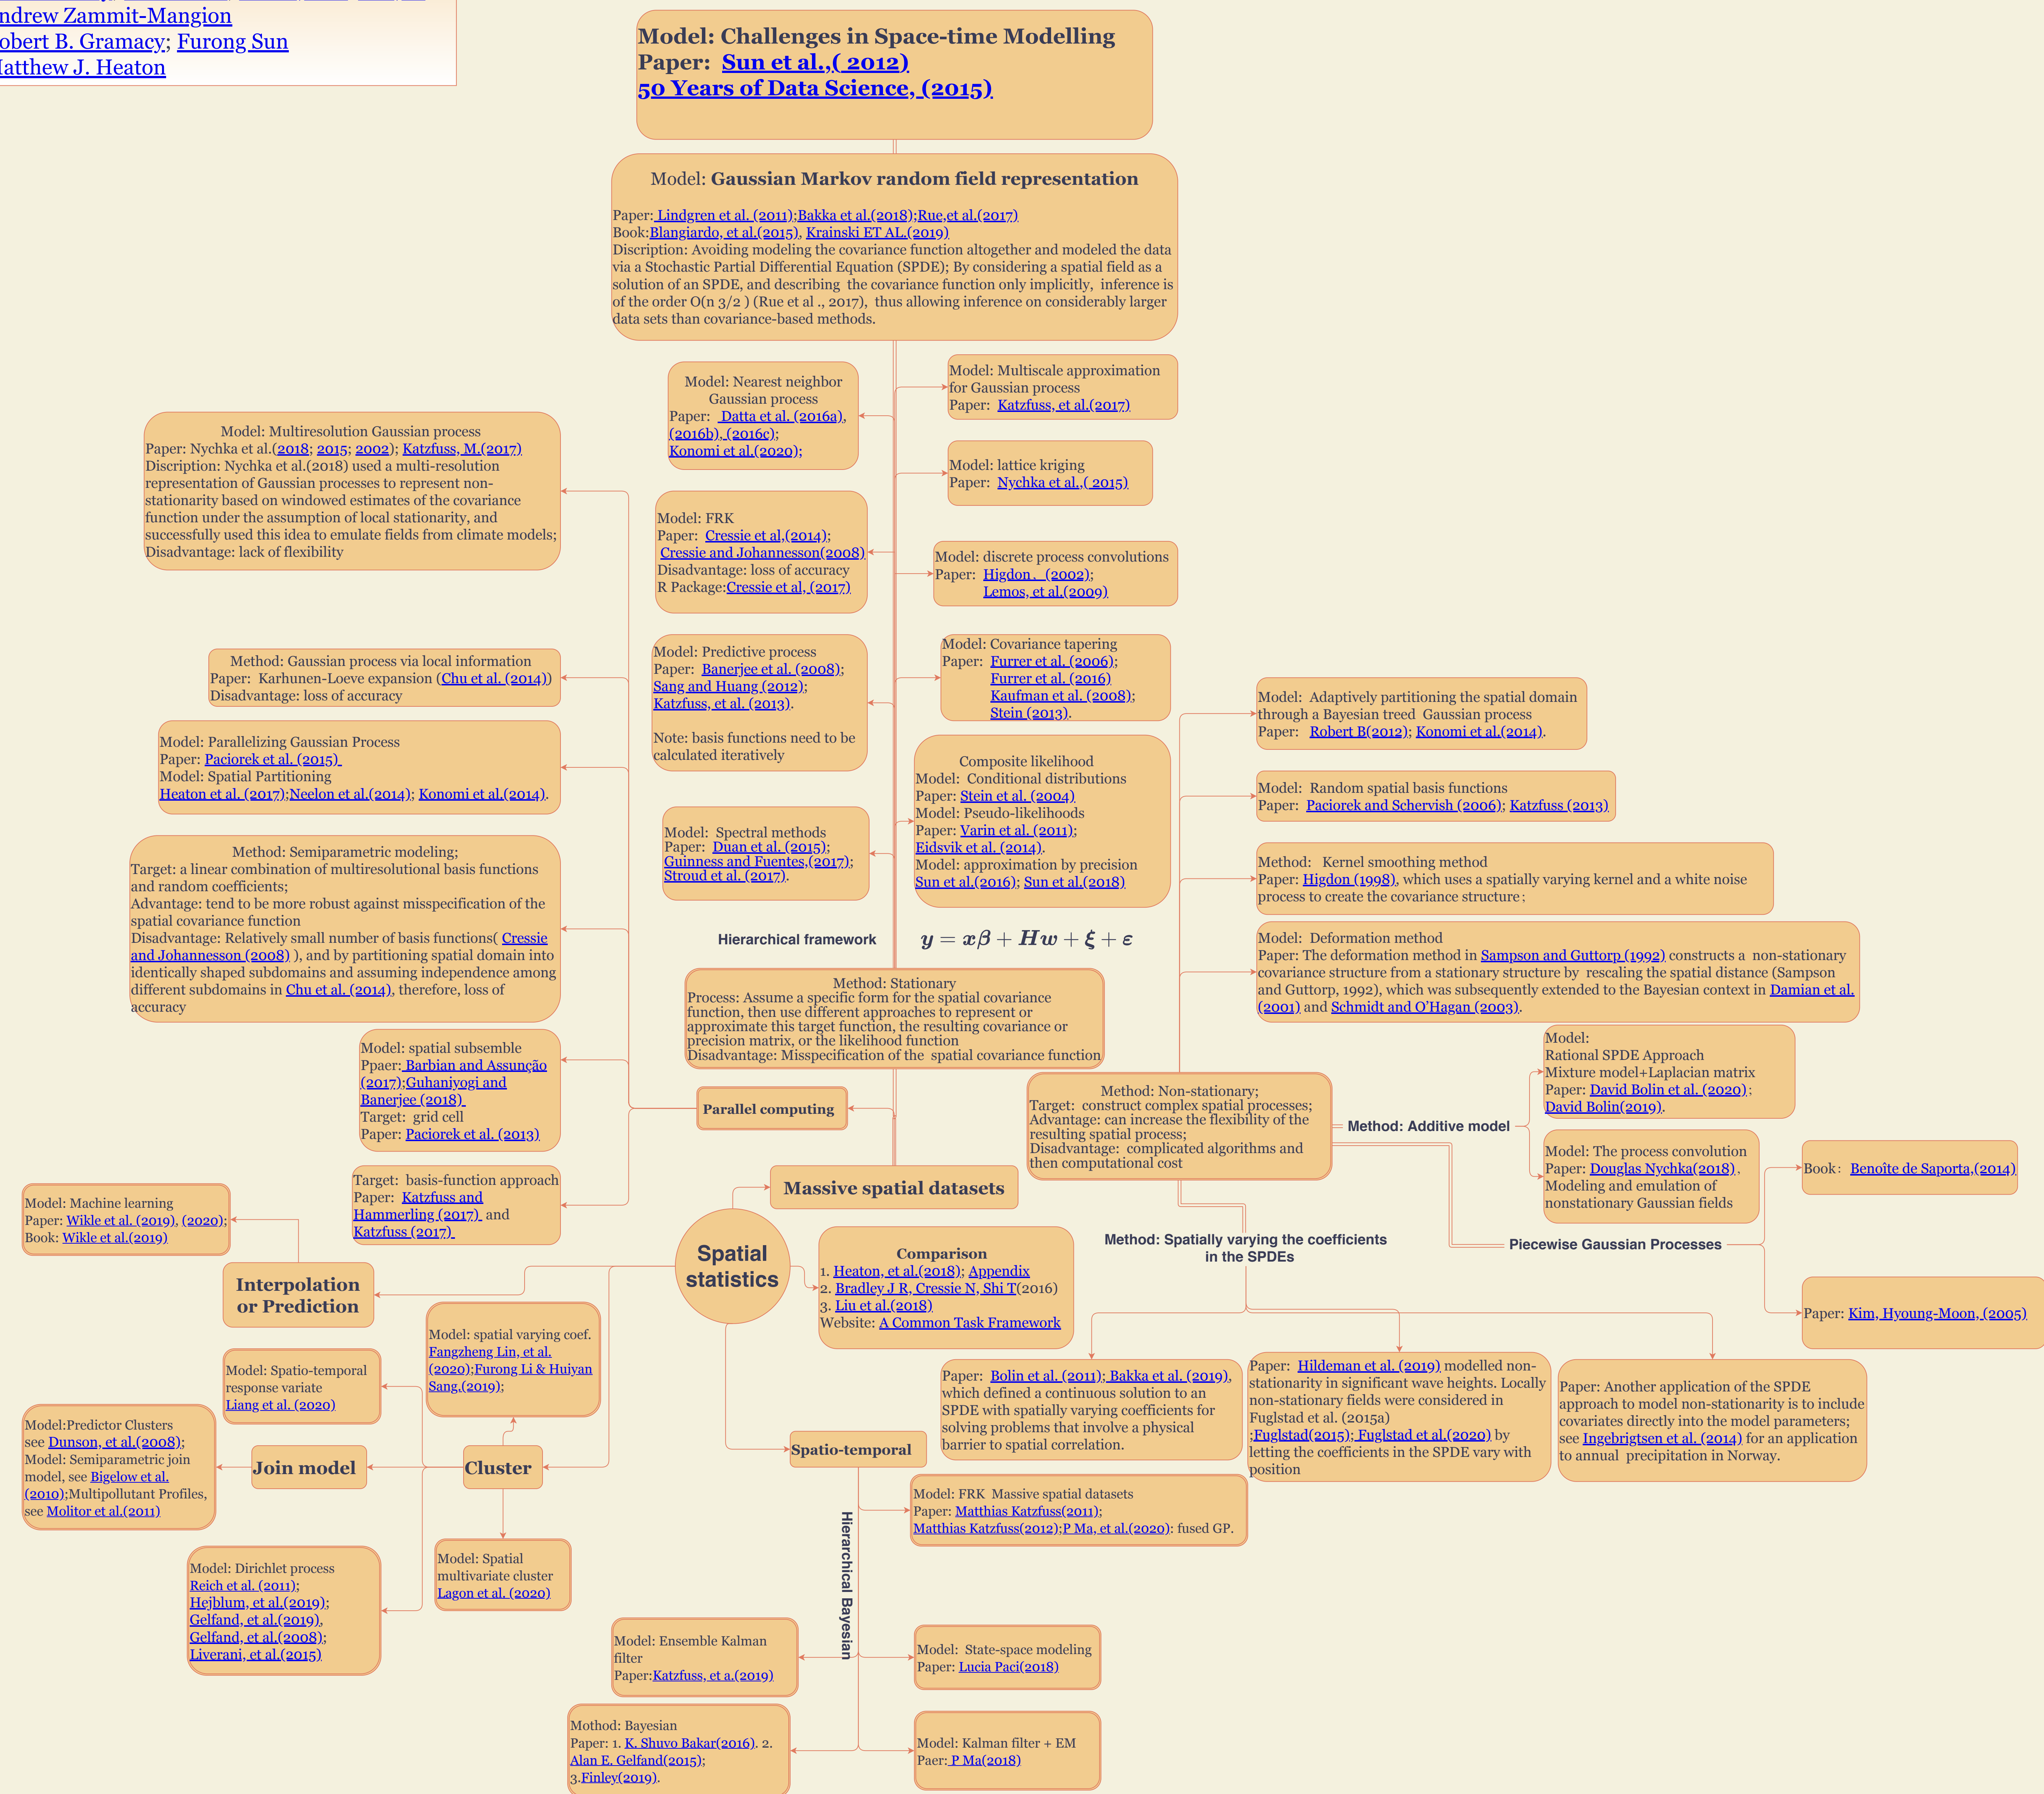 Andrew Zammit-Mangion
Robert B. Gramacy; Furong Sun
Matthew J. Heaton
Model: Challenges in Space-time Modelling
Paper: Sun et al.,( 2012)
50 Years of Data Science, (2015)
Model: Gaussian Markov random field representation
Paper: Lindgren et al. (2011);Bakka et al.(2018);Rue,et al.(2017)
Book:Blangiardo, et al.(2015), Krainski ET AL.(2019)
Discription: Avoiding modeling the covariance function altogether and modeled the data
via a Stochastic Partial Differential Equation (SPDE); By considering a spatial field as a
solution of an SPDE, and describing the covariance function only implicitly, inference is
of the order O(n 3/2 ) (Rue et al ., 2017), thus allowing inference on considerably larger
data sets than covariance-based methods.
Model: Nearest neighbor
Gaussian process
Paper: Datta et al. (2016a),
(2016b), (2016c);
Konomi et al.(2020);
Model: Multiscale approximation
for Gaussian process
Paper: Katzfuss, et al.(2017)
Model: lattice kriging
Paper: Nychka et al.,( 2015)
Model: Multiresolution Gaussian process
Paper: Nychka et al.(2018; 2015; 2002); Katzfuss, M.(2017)
Discription: Nychka et al.(2018) used a multi-resolution
representation of Gaussian processes to represent non-
stationarity based on windowed estimates of the covariance
function under the assumption of local stationarity, and
successfully used this idea to emulate fields from climate models;
Disadvantage: lack of flexibility
Model: FRK
Paper: Cressie et al,(2014);
Cressie and Johannesson(2008)
Disadvantage: loss of accuracy
R Package:Cressie et al, (2017)
Model: discrete process convolutions
Paper: Higdon. (2002);
Lemos, et al.(2009)
Method: Gaussian process via local information
Paper: Karhunen-Loeve expansion (Chu et al. (2014))
Disadvantage: loss of accuracy
Model: Predictive process
Paper: Banerjee et al. (2008);
Sang and Huang (2012);
Katzfuss, et al. (2013).
Note: basis functions need to be
calculated iteratively
Model: Covariance tapering
Paper: Furrer et al. (2006);
Furrer et al. (2016)
Kaufman et al. (2008);
Stein (2013).
Model: Adaptively partitioning the spatial domain
through a Bayesian treed Gaussian process
Paper: Robert B(2012); Konomi et al.(2014).
Model: Parallelizing Gaussian Process
Paper: Paciorek et al. (2015)
Model: Spatial Partitioning
Heaton et al. (2017);Neelon et al.(2014); Konomi et al.(2014).
Composite likelihood
Model: Conditional distributions
Paper: Stein et al. (2004)
Model: Pseudo-likelihoods
Paper: Varin et al. (2011);
Eidsvik et al. (2014).
Model: approximation by precision
Sun et al.(2016); Sun et al.(2018)
Model: Random spatial basis functions
Paper: Paciorek and Schervish (2006); Katzfuss (2013)
Model: Spectral methods
Paper: Duan et al. (2015);
Guinness and Fuentes,(2017);
Stroud et al. (2017).
Method: Semiparametric modeling;
Target: a linear combination of multiresolutional basis functions
and random coefficients;
Advantage: tend to be more robust against misspecification of the
spatial covariance function
Disadvantage: Relatively small number of basis functions( Cressie
and Johannesson (2008) ), and by partitioning spatial domain into
identically shaped subdomains and assuming independence among
different subdomains in Chu et al. (2014), therefore, loss of
accuracy
Method: Kernel smoothing method
Paper: Higdon (1998), which uses a spatially varying kernel and a white noise
process to create the covariance structure;
Hierarchical framework
y = xβ + Hw + ξ + ε
Model: Deformation method
Paper: The deformation method in Sampson and Guttorp (1992) constructs a non-stationary
covariance structure from a stationary structure by rescaling the spatial distance (Sampson
and Guttorp, 1992), which was subsequently extended to the Bayesian context in Damian et al.
(2001) and Schmidt and O’Hagan (2003).
Method: Stationary
Process: Assume a specific form for the spatial covariance
function, then use different approaches to represent or
approximate this target function, the resulting covariance or
precision matrix, or the likelihood function
Disadvantage: Misspecification of the spatial covariance function
Model: spatial subsemble
Ppaer: Barbian and Assunção
(2017);Guhaniyogi and
Banerjee (2018)
Target: grid cell
Paper: Paciorek et al. (2013)
Parallel computing
Method: Non-stationary;
Target: construct complex spatial processes;
Advantage: can increase the flexibility of the
resulting spatial process;
Disadvantage: complicated algorithms and
then computational cost
Method: Additive model
Model:
Rational SPDE Approach
Mixture model+Laplacian matrix
Paper: David Bolin et al. (2020);
David Bolin(2019).
Model: The process convolution
Paper: Douglas Nychka(2018),
Modeling and emulation of
nonstationary Gaussian fields
Book: Benoîte de Saporta,(2014)
Target: basis-function approach
Paper: Katzfuss and
Hammerling (2017) and
Katzfuss (2017)
Massive spatial datasets
Model: Machine learning
Paper: Wikle et al. (2019), (2020);
Book: Wikle et al.(2019)
Spatial
statistics
Comparison
1. Heaton, et al.(2018); Appendix
2. Bradley J R, Cressie N, Shi T(2016)
3. Liu et al.(2018)
Website: A Common Task Framework
Method: Spatially varying the coefficients
in the SPDEs
Piecewise Gaussian Processes
Interpolation
or Prediction
Paper: Kim, Hyoung-Moon, (2005)
Model: spatial varying coef.
Fangzheng Lin, et al.
(2020);Furong Li & Huiyan
Sang.(2019);
Model: Spatio-temporal
response variate
Liang et al. (2020)
Paper: Bolin et al. (2011); Bakka et al. (2019),
which defined a continuous solution to an
SPDE with spatially varying coefficients for
solving problems that involve a physical
barrier to spatial correlation.
Paper: Hildeman et al. (2019) modelled non-
stationarity in significant wave heights. Locally
non-stationary fields were considered in
Fuglstad et al. (2015a)
;Fuglstad(2015); Fuglstad et al.(2020) by
letting the coefficients in the SPDE vary with
position
Paper: Another application of the SPDE
approach to model non-stationarity is to include
covariates directly into the model parameters;
see Ingebrigtsen et al. (2014) for an application
to annual precipitation in Norway.
Model:Predictor Clusters
see Dunson, et al.(2008);
Model: Semiparametric join
model, see Bigelow et al.
(2010);Multipollutant Profiles,
see Molitor et al.(2011)
Join model
Cluster
Spatio-temporal
Model: FRK Massive spatial datasets
Paper: Matthias Katzfuss(2011);
Matthias Katzfuss(2012);P Ma, et al.(2020): fused GP.
Hierarchical Bayesian
Model: Dirichlet process
Reich et al. (2011);
Hejblum, et al.(2019);
Gelfand, et al.(2019),
Gelfand, et al.(2008);
Liverani, et al.(2015)
Model: Spatial
multivariate cluster
Lagon et al. (2020)
Model: Ensemble Kalman
filter
Paper:Katzfuss, et a.(2019)
Model: State-space modeling
Paper: Lucia Paci(2018)
Mothod: Bayesian
Paper: 1. K. Shuvo Bakar(2016). 2.
Alan E. Gelfand(2015);
3.Finley(2019).
Model: Kalman filter + EM
Paer: P Ma(2018)